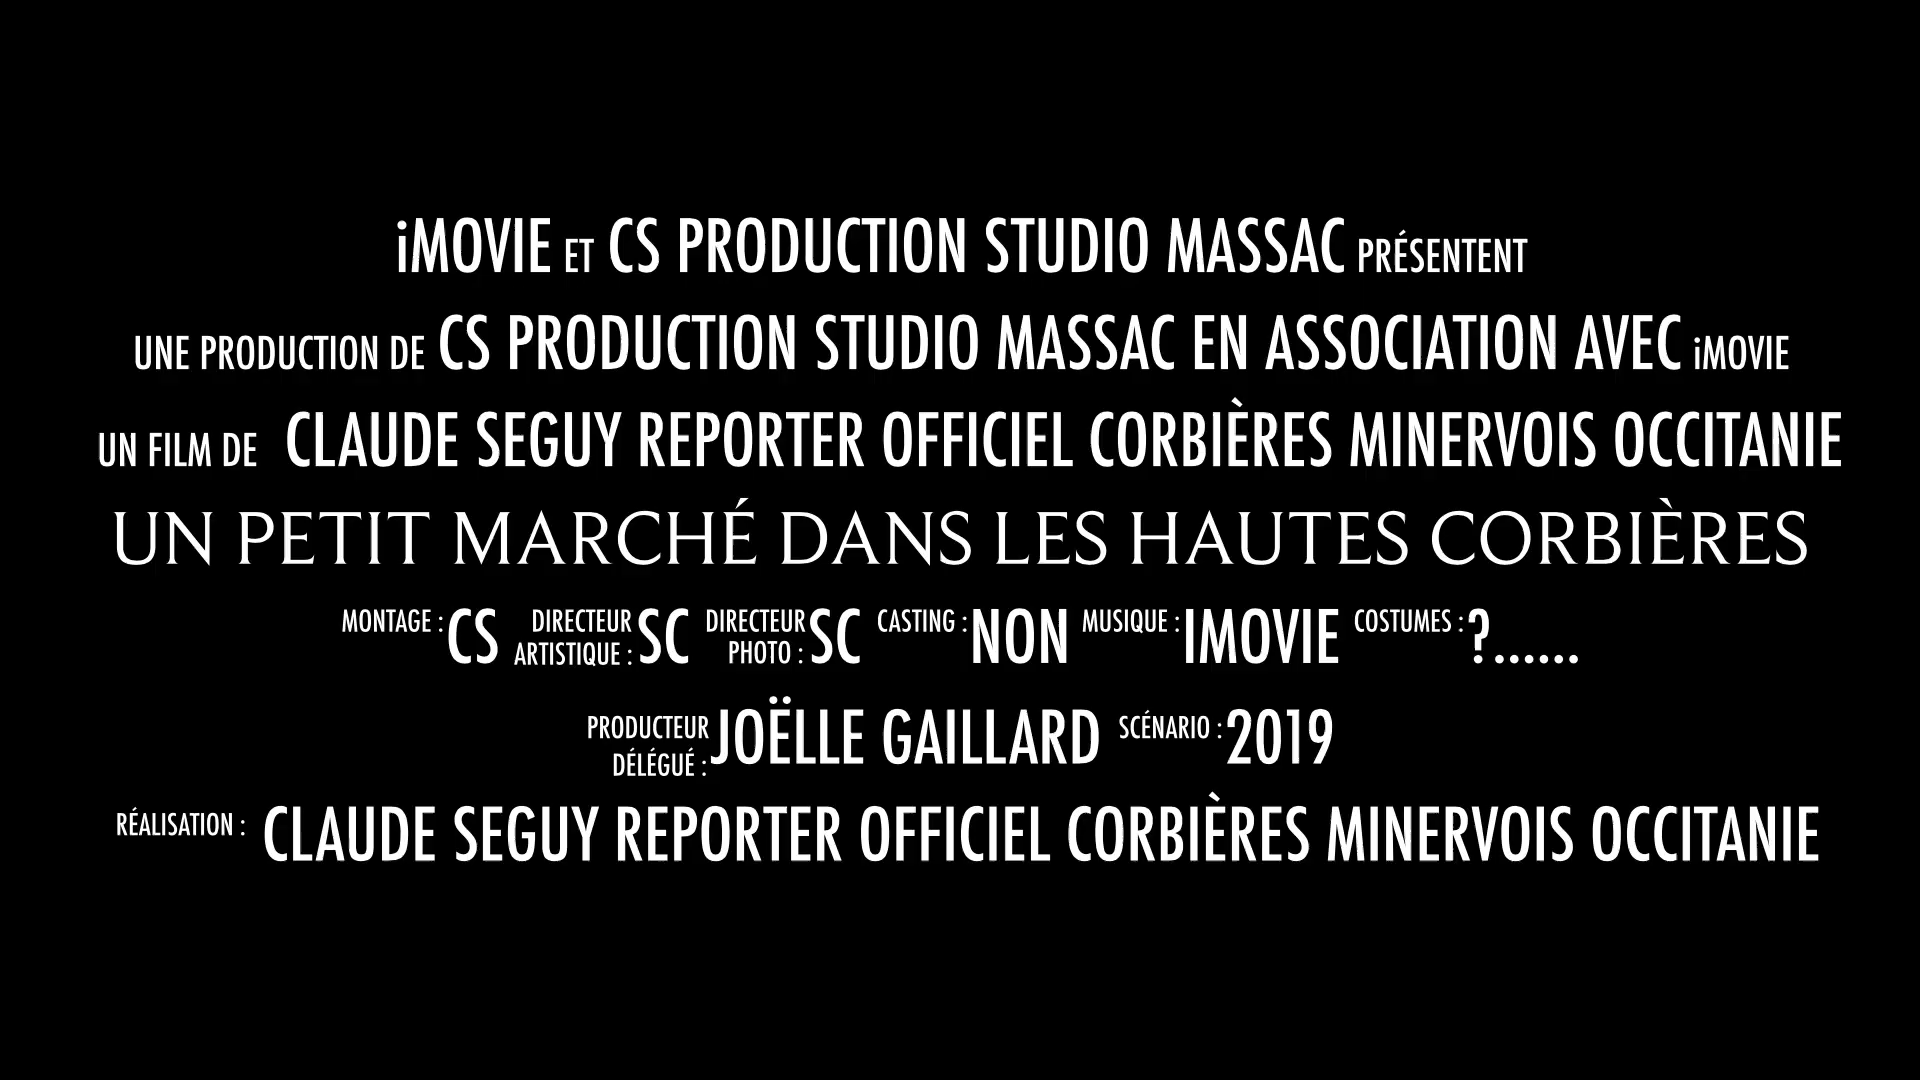 iMOVIE ET CS PRODUCTION STUDIO MASSAC PRÉSENTENT
UNE PRODUCTION DE CS PRODUCTION STUDIO MASSAC EN ASSOCIATION AVEC iMOVIE
UN FILM DE CLAUDE SEGUY REPORTER OFFICIEL CORBIÈRES MINERVOIS OCCITANIE
UN PETIT MARCHÉ DANS LES HAUTES CORBIÈRES
MONTAGE : CS DIRECTEUR ARTISTIQUE : SC DIRECTEUR PHOTO : SC CASTING : NON MUSIQUE : IMOVIE COSTUMES : ?......
PRODUCTEUR DÉLÉGUÉ : JOËLLE GAILLARD SCÉNARIO : 2019
RÉALISATION : CLAUDE SEGUY REPORTER OFFICIEL CORBIÈRES MINERVOIS OCCITANIE